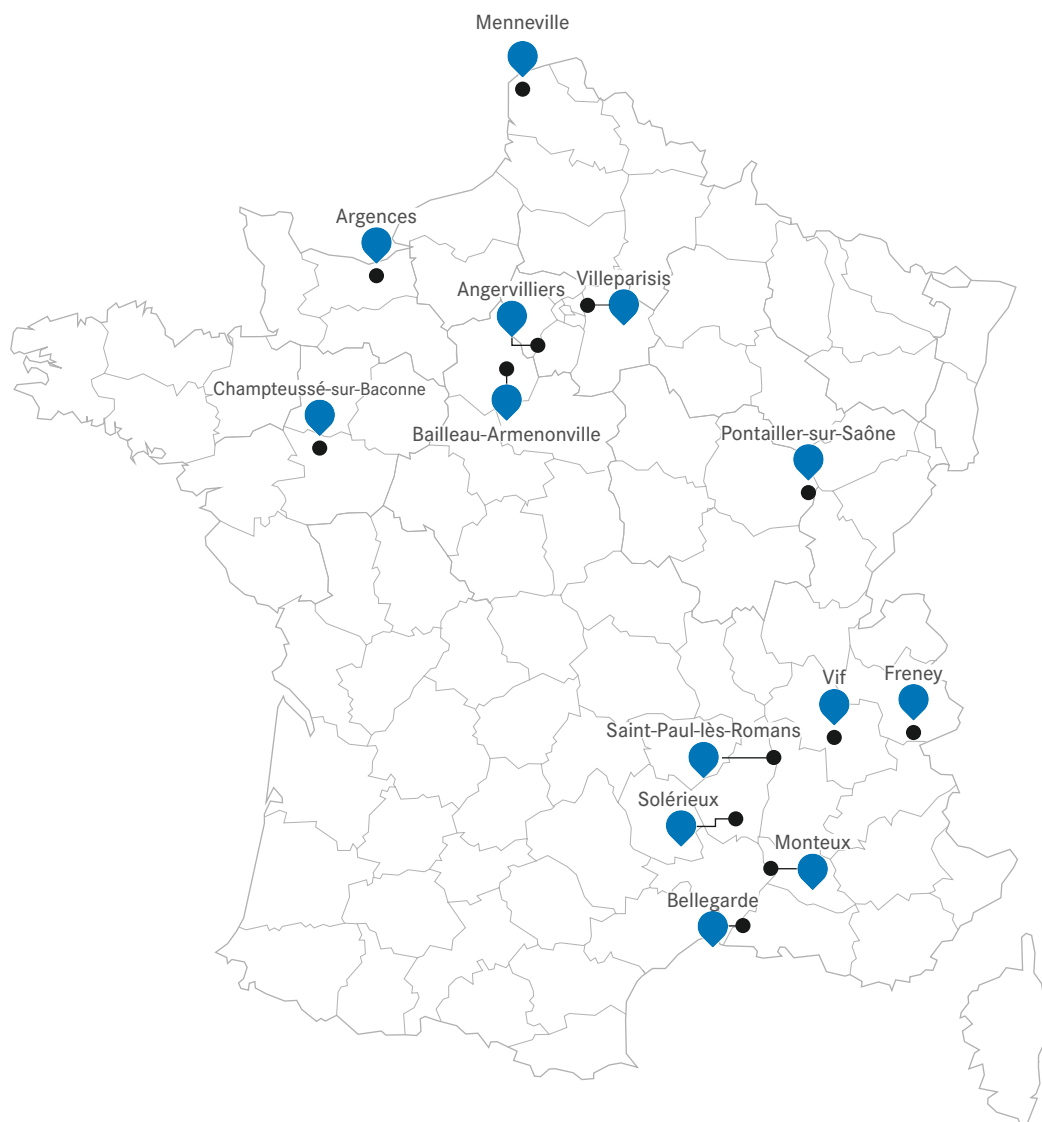 Menneville
Argences
Villeparisis
Angervilliers
Champteussé-sur-Baconne
Bailleau-Armenonville
Pontailler-sur-Saône
Vif
Freney
Saint-Paul-lès-Romans
Solérieux
Monteux
Bellegarde